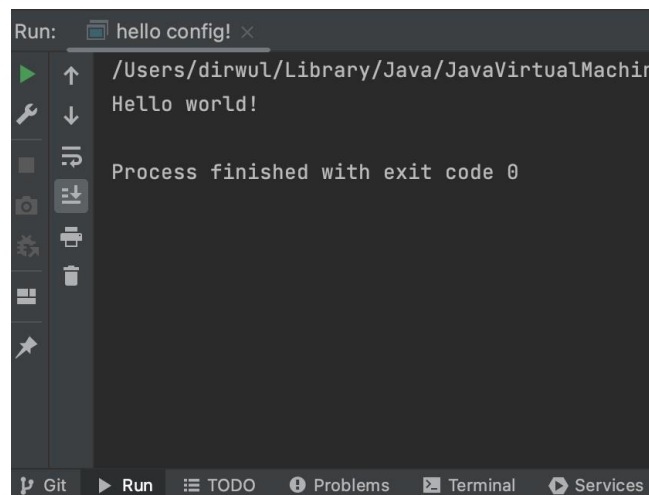 Run: hello config!
/Users/dirwul/Library/Java/JavaVirtualMachin
Hello world!
Process finished with exit code 0
Git Run TODO Problems Terminal Services